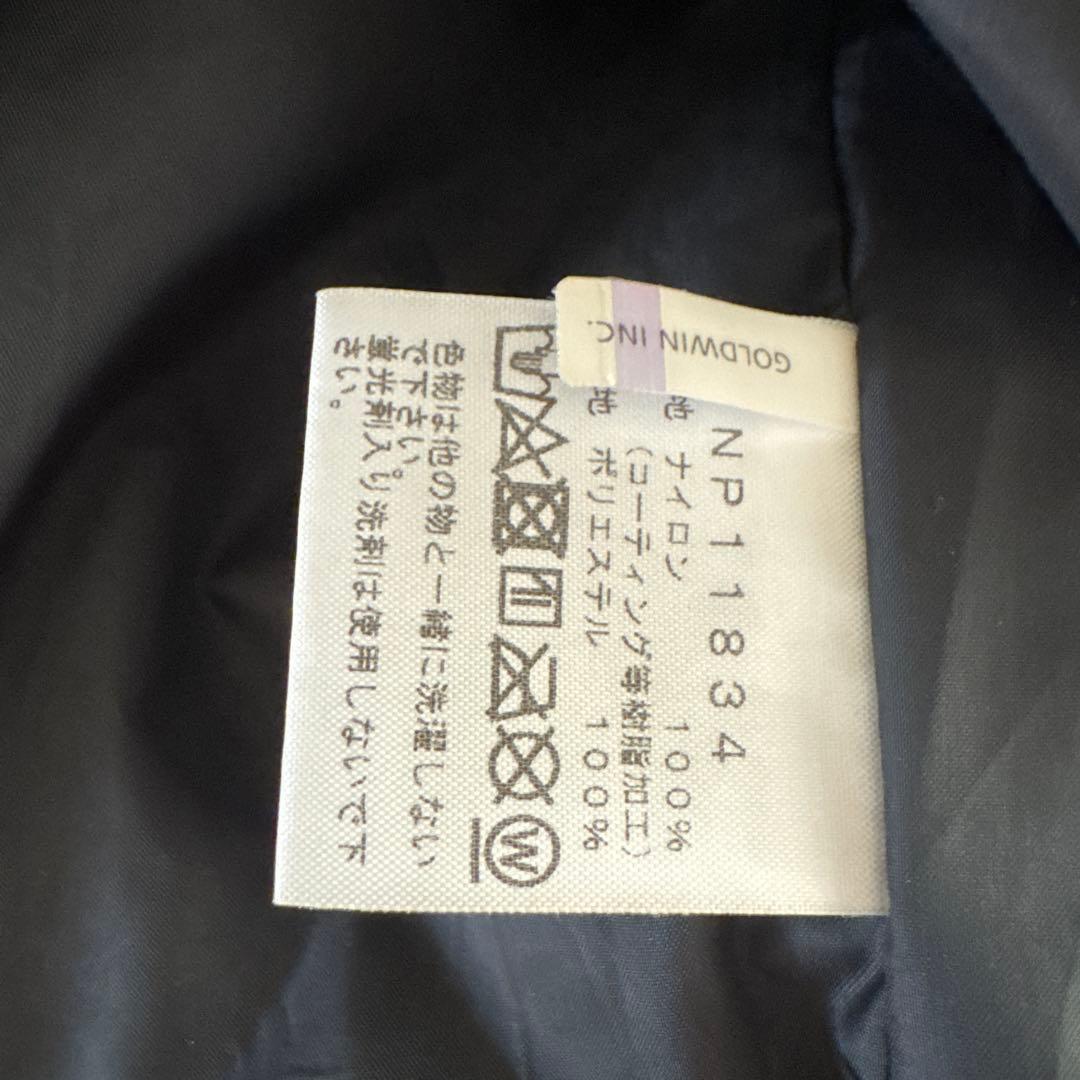 GOLDWIN INC.
NP11834
地 ナイロン 100%
(コーティング等樹脂加工)
地 ポリエステル 100%
W
色物は他の物と一緒に洗濯しない
で下さい。
蛍光剤入り洗剤は使用しないで下
さい。